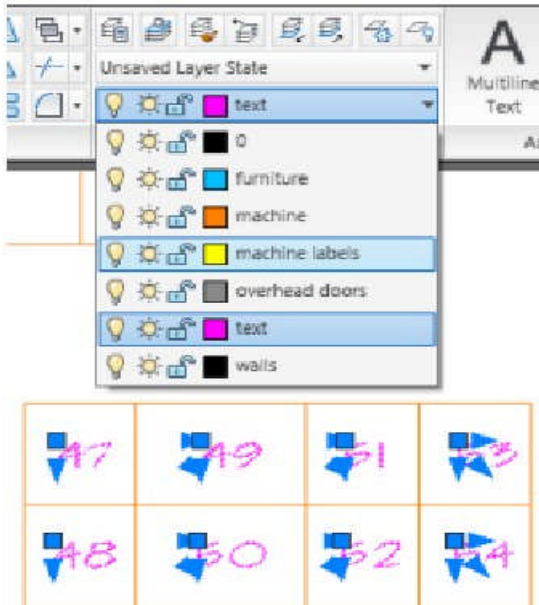 Unsaved Layer State
A
Multiline
Text
text
0
furniture
machine
machine labels
overhead doors
text
walls
47 49 51 53
48 50 52 54